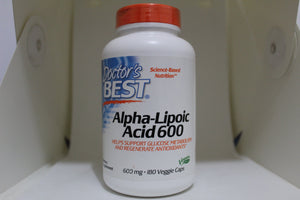 Doctor's
BEST
Science-Based
Nutrition™
Alpha-Lipoic
Acid 600
HELPS SUPPORT GLUCOSE METABOLISM
AND REGENERATE ANTIOXIDANTS*
600 mg • 180 Veggie Caps